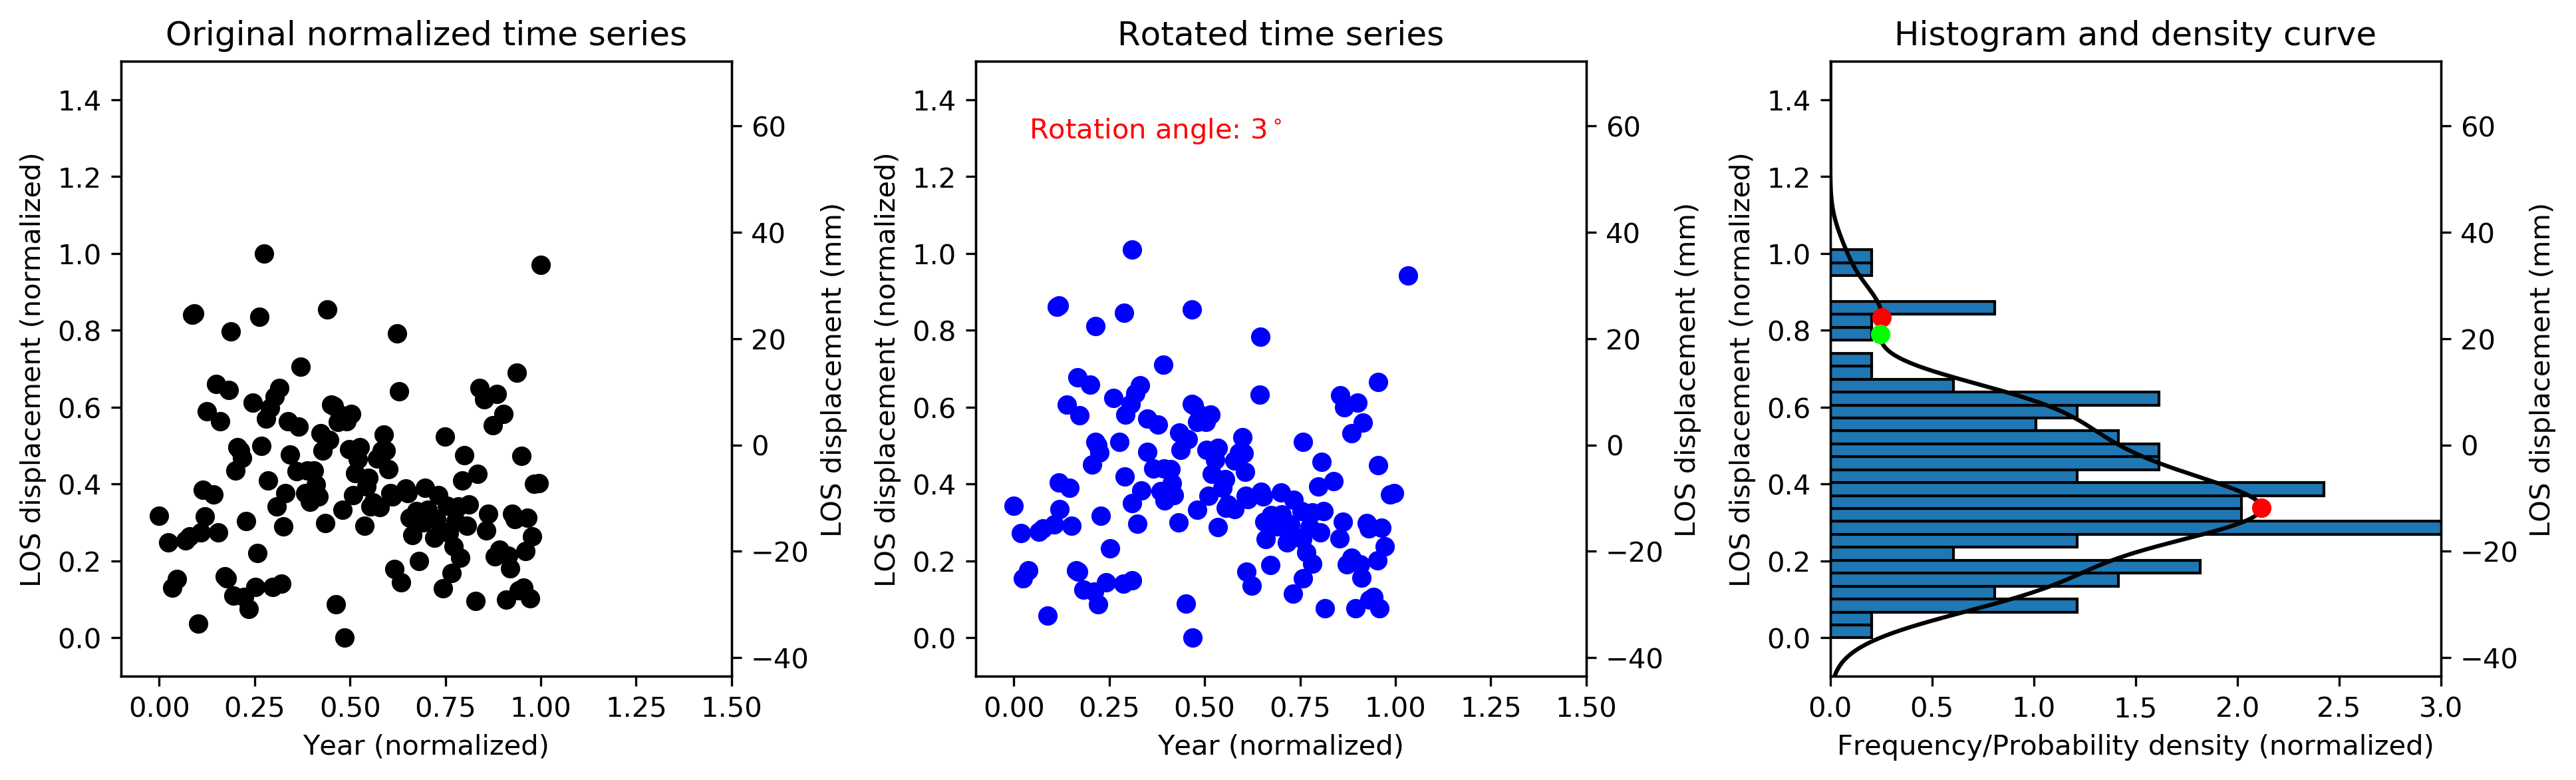 Original normalized time series
LOS displacement (normalized)
1.4
1.2
1.0
0.8
0.6
0.4
0.2
0.0
60
40
20
0
−20
−40
LOS displacement (mm)
0.00 0.25 0.50 0.75 1.00 1.25 1.50
Year (normalized)
Rotated time series
Rotation angle: 3°
LOS displacement (normalized)
1.4
1.2
1.0
0.8
0.6
0.4
0.2
0.0
60
40
20
0
−20
−40
LOS displacement (mm)
0.00 0.25 0.50 0.75 1.00 1.25 1.50
Year (normalized)
Histogram and density curve
LOS displacement (normalized)
1.4
1.2
1.0
0.8
0.6
0.4
0.2
0.0
60
40
20
0
−20
−40
LOS displacement (mm)
0.0 0.5 1.0 1.5 2.0 2.5 3.0
Frequency/Probability density (normalized)